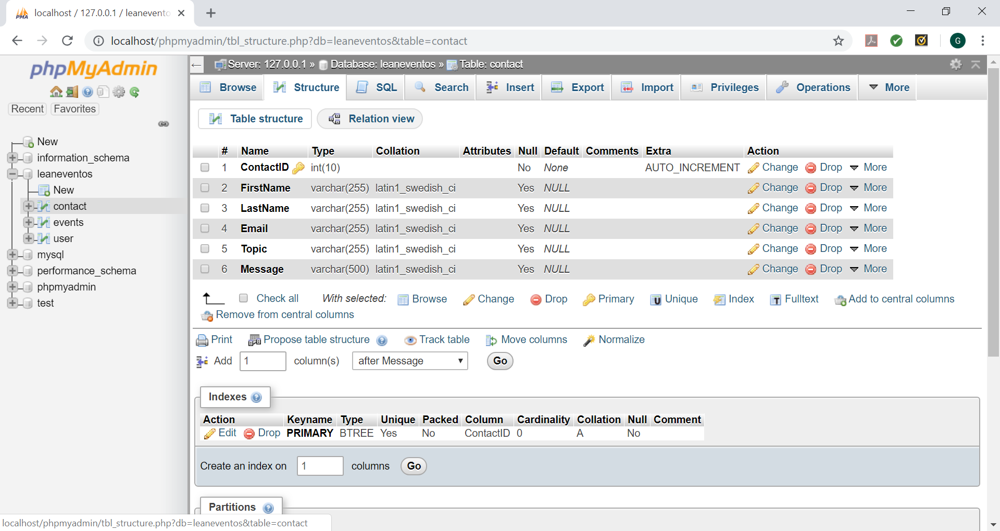 localhost / 127.0.0.1 / leanevento
localhost/phpmyadmin/tbl_structure.php?db=leaneventos&table=contact
G
phpMyAdmin
Recent Favorites
New
information_schema
leaneventos
New
contact
events
user
mysql
performance_schema
phpmyadmin
test
Server: 127.0.0.1 » Database: leaneventos » Table: contact
Browse Structure SQL Search Insert Export Import Privileges Operations More
Table structure Relation view
# Name Type Collation Attributes Null Default Comments Extra Action
1 ContactID int(10) No None AUTO_INCREMENT Change Drop More
2 FirstName varchar(255) latin1_swedish_ci Yes NULL Change Drop More
3 LastName varchar(255) latin1_swedish_ci Yes NULL Change Drop More
4 Email varchar(255) latin1_swedish_ci Yes NULL Change Drop More
5 Topic varchar(255) latin1_swedish_ci Yes NULL Change Drop More
6 Message varchar(500) latin1_swedish_ci Yes NULL Change Drop More
Check all With selected: Browse Change Drop Primary Unique Index Fulltext Add to central columns
Remove from central columns
Print Propose table structure Track table Move columns Normalize
Add 1 column(s) after Message Go
Indexes
Action Keyname Type Unique Packed Column Cardinality Collation Null Comment
Edit Drop PRIMARY BTREE Yes No ContactID 0 A No
Create an index on 1 columns Go
Partitions
localhost/phpmyadmin/tbl_structure.php?db=leaneventos&table=contact